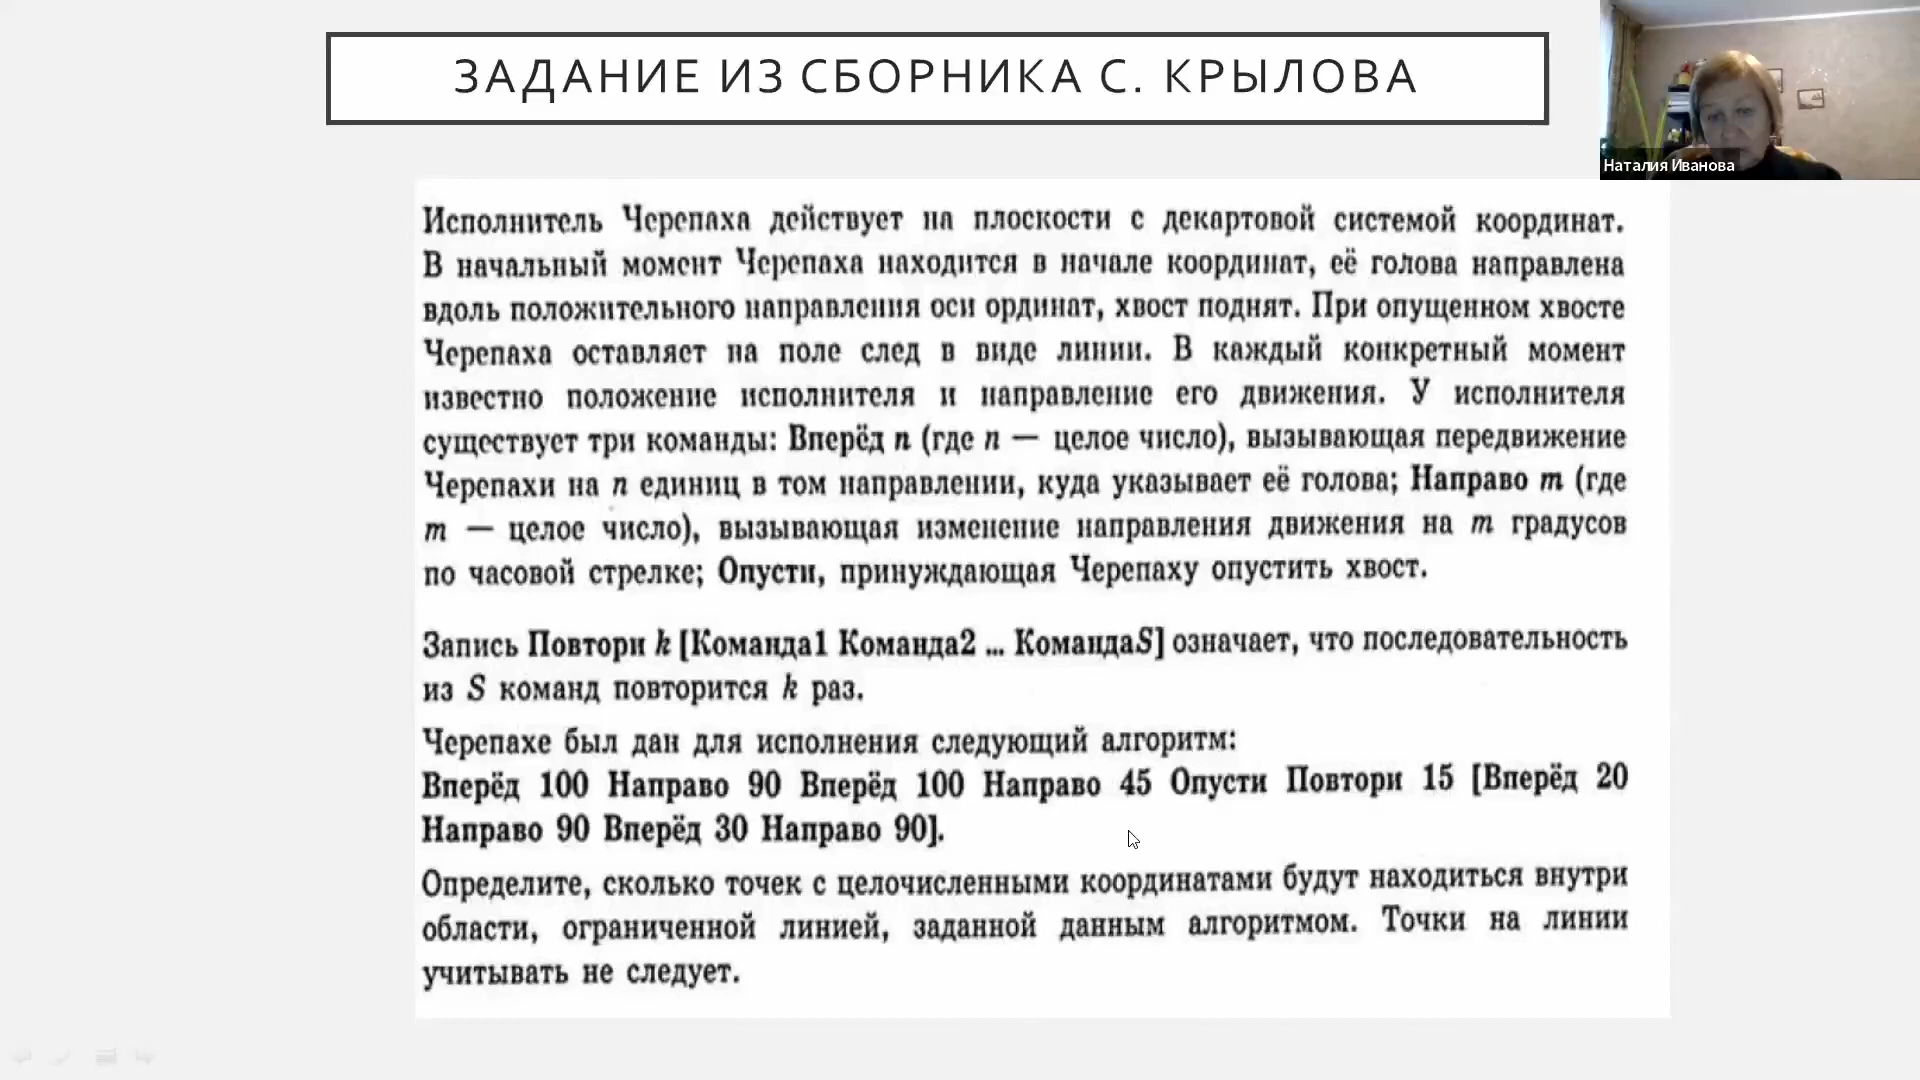 ЗАДАНИЕ ИЗ СБОРНИКА С. КРЫЛОВА
Наталия Иванова
Исполнитель Черепаха действует на плоскости с декартовой системой координат.
В начальный момент Черепаха находится в начале координат, её голова направлена
вдоль положительного направления оси ординат, хвост поднят. При опущенном хвосте
Черепаха оставляет на поле след в виде линии. В каждый конкретный момент
известно положение исполнителя и направление его движения. У исполнителя
существует три команды: Вперёд n (где n — целое число), вызывающая передвижение
Черепахи на n единиц в том направлении, куда указывает её голова; Направо m (где
m — целое число), вызывающая изменение направления движения на m градусов
по часовой стрелке; Опусти, принуждающая Черепаху опустить хвост.
Запись Повтори k [Команда1 Команда2 ... КомандаS] означает, что последовательность
из S команд повторится k раз.
Черепахе был дан для исполнения следующий алгоритм:
Вперёд 100 Направо 90 Вперёд 100 Направо 45 Опусти Повтори 15 [Вперёд 20
Направо 90 Вперёд 30 Направо 90].
Определите, сколько точек с целочисленными координатами будут находиться внутри
области, ограниченной линией, заданной данным алгоритмом. Точки на линии
учитывать не следует.